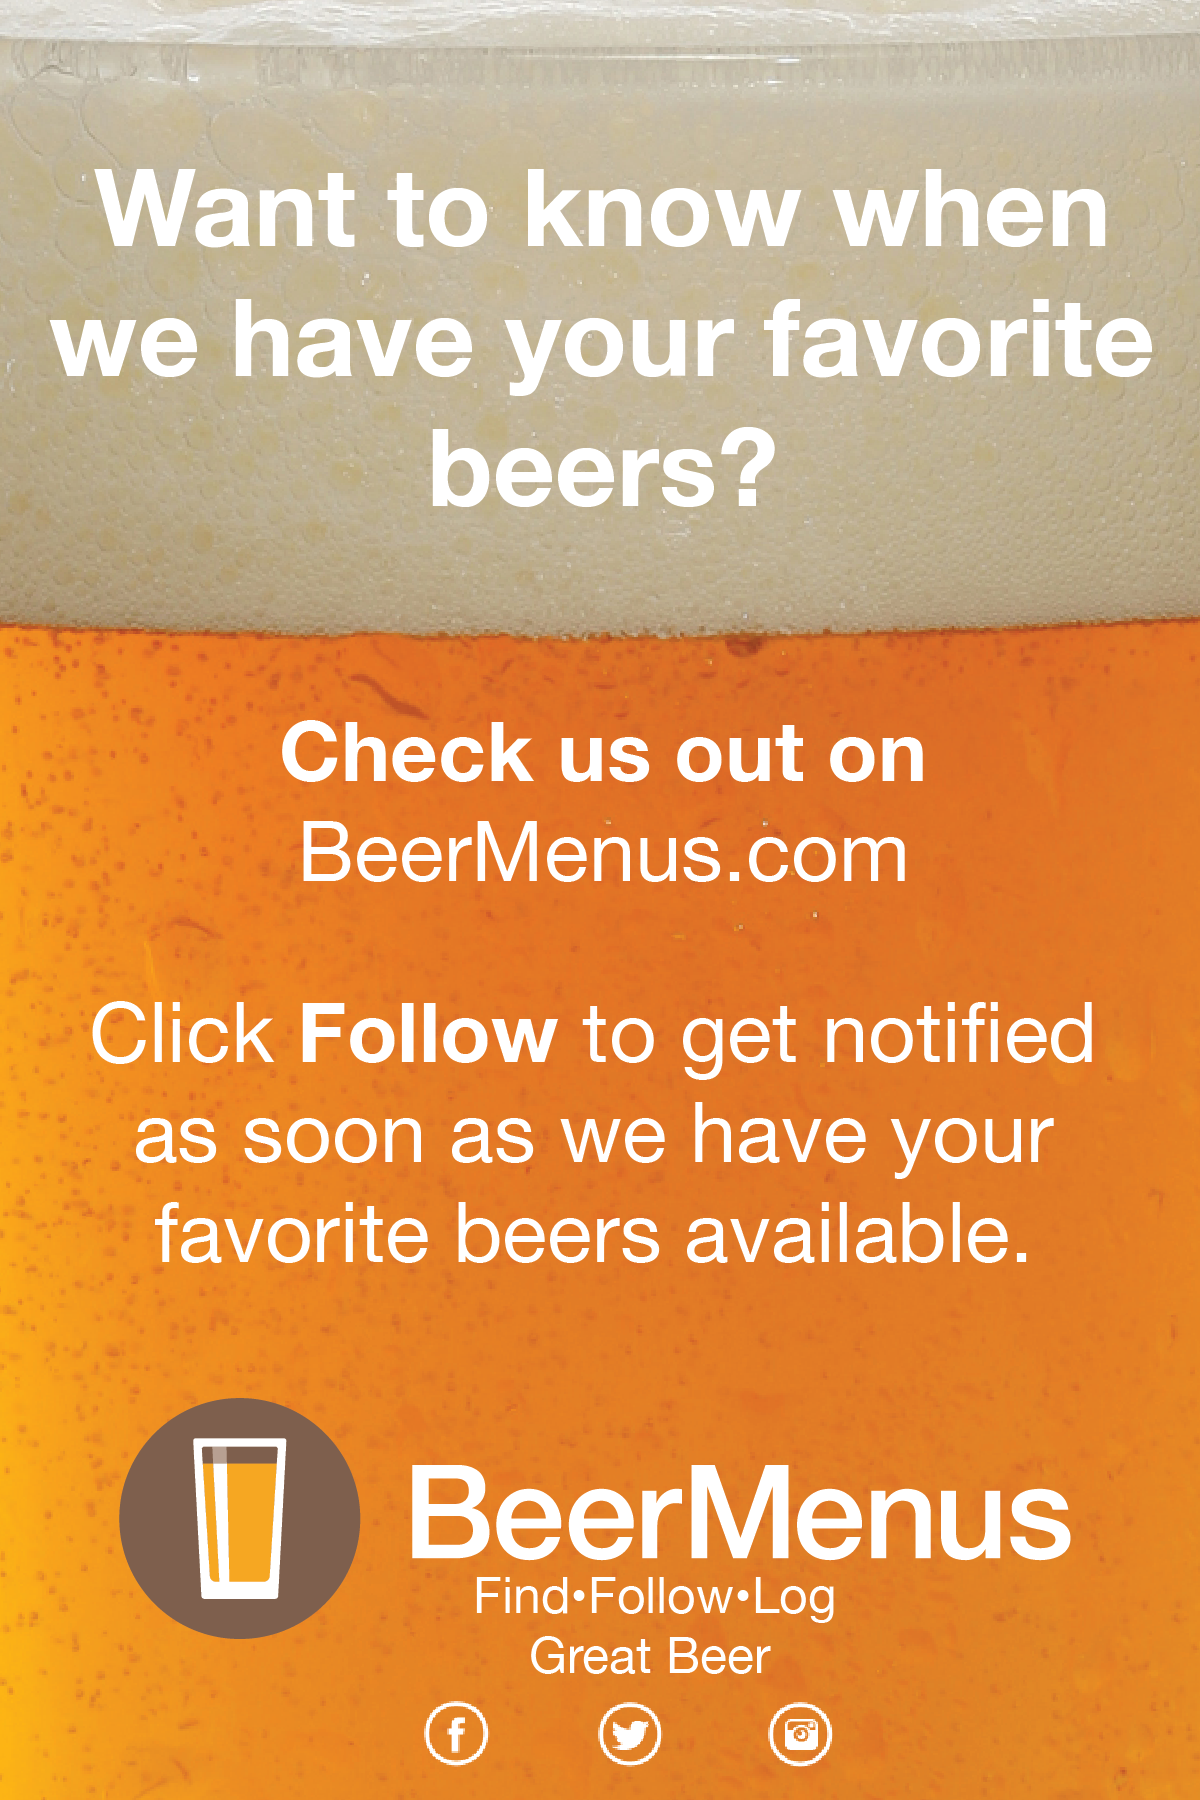 Want to know when
we have your favorite
beers?
Check us out on
BeerMenus.com
Click Follow to get notified
as soon as we have your
favorite beers available.
BeerMenus
Find•Follow•Log
Great Beer